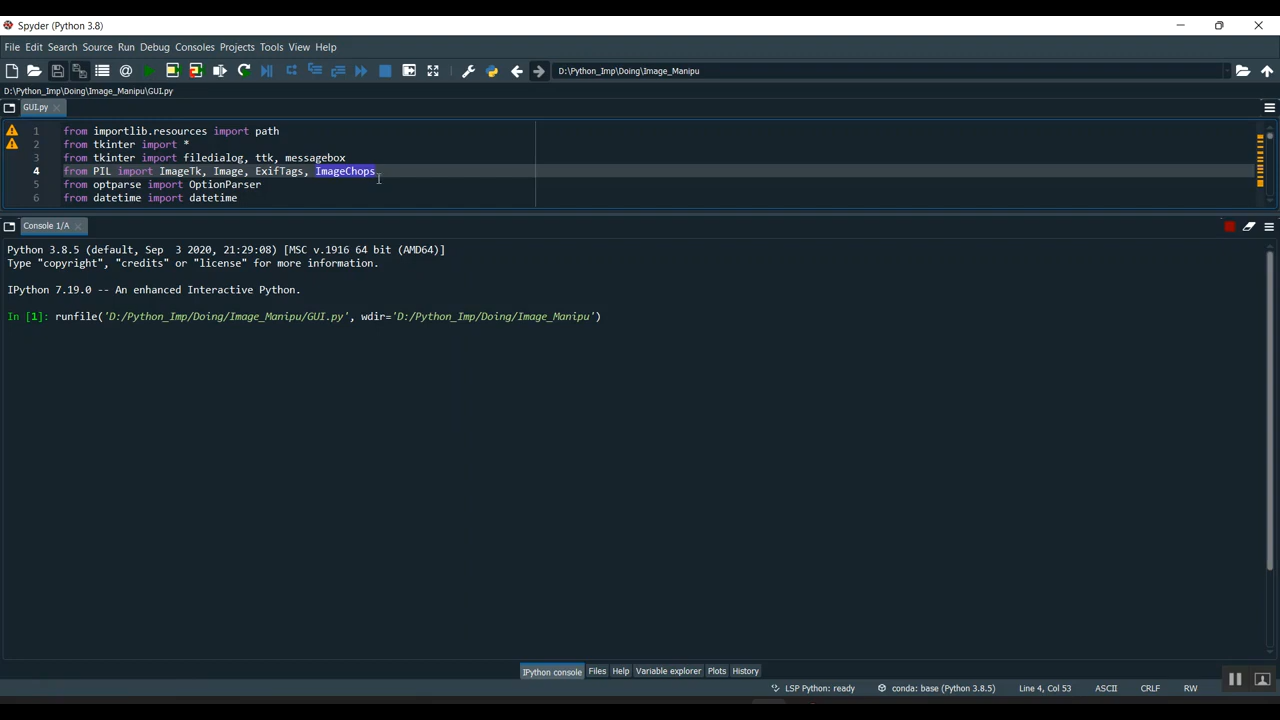 Spyder (Python 3.8)
File Edit Search Source Run Debug Consoles Projects Tools View Help
D:\Python_Imp\Doing\Image_Manipu
D:\Python_Imp\Doing\Image_Manipu\GUI.py
GUI.py
1 from importlib.resources import path
2 from tkinter import *
3 from tkinter import filedialog, ttk, messagebox
4 from PIL import ImageTk, Image, ExifTags, ImageChops
5 from optparse import OptionParser
6 from datetime import datetime
Console 1/A
Python 3.8.5 (default, Sep  3 2020, 21:29:08) [MSC v.1916 64 bit (AMD64)]
Type "copyright", "credits" or "license" for more information.
IPython 7.19.0 -- An enhanced Interactive Python.
In [1]: runfile('D:/Python_Imp/Doing/Image_Manipu/GUI.py', wdir='D:/Python_Imp/Doing/Image_Manipu')
IPython console Files Help Variable explorer Plots History
LSP Python: ready conda: base (Python 3.8.5) Line 4, Col 53 ASCII CRLF RW